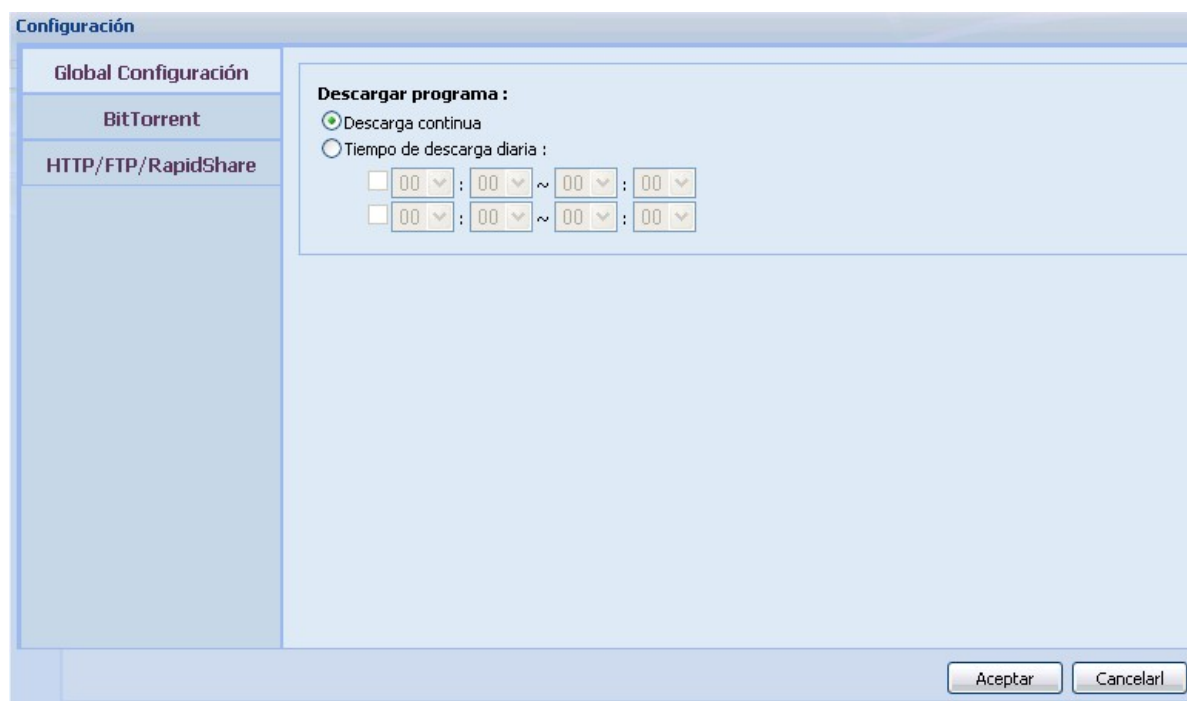 Configuración
Global Configuración
BitTorrent
HTTP/FTP/RapidShare
Descargar programa :
Descarga continua
Tiempo de descarga diaria :
00 : 00 ~ 00 : 00
00 : 00 ~ 00 : 00
Aceptar
Cancelarl